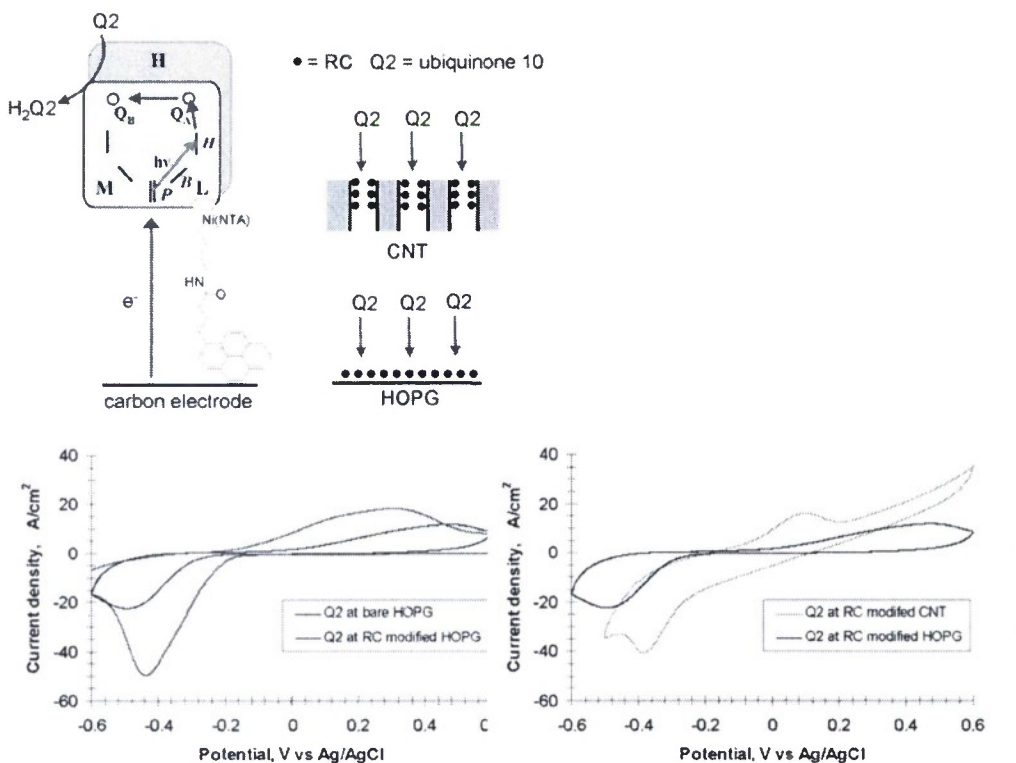 Q2
H
H₂Q2
Q_B
Q_A
H
hν
B
M
P
L
Ni(NTA)
HN
O
e⁻
carbon electrode
● = RC Q2 = ubiquinone 10
Q2 Q2 Q2
CNT
Q2 Q2 Q2
HOPG
Current density, A/cm²
40
20
0
-20
-40
-60
-0.6 -0.4 -0.2 0 0.2 0.4 0
Potential, V vs Ag/AgCl
Q2 at bare HOPG
Q2 at RC modified HOPG
Current density, A/cm²
40
20
0
-20
-40
-60
-0.6 -0.4 -0.2 0 0.2 0.4 0.6
Potential, V vs Ag/AgCl
Q2 at RC modifed CNT
Q2 at RC modified HOPG